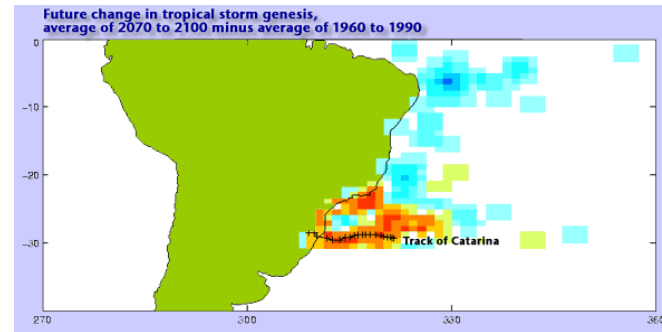 Future change in tropical storm genesis,
average of 2070 to 2100 minus average of 1960 to 1990
0
-10
-20
-30
Track of Catarina
270
300
330
360